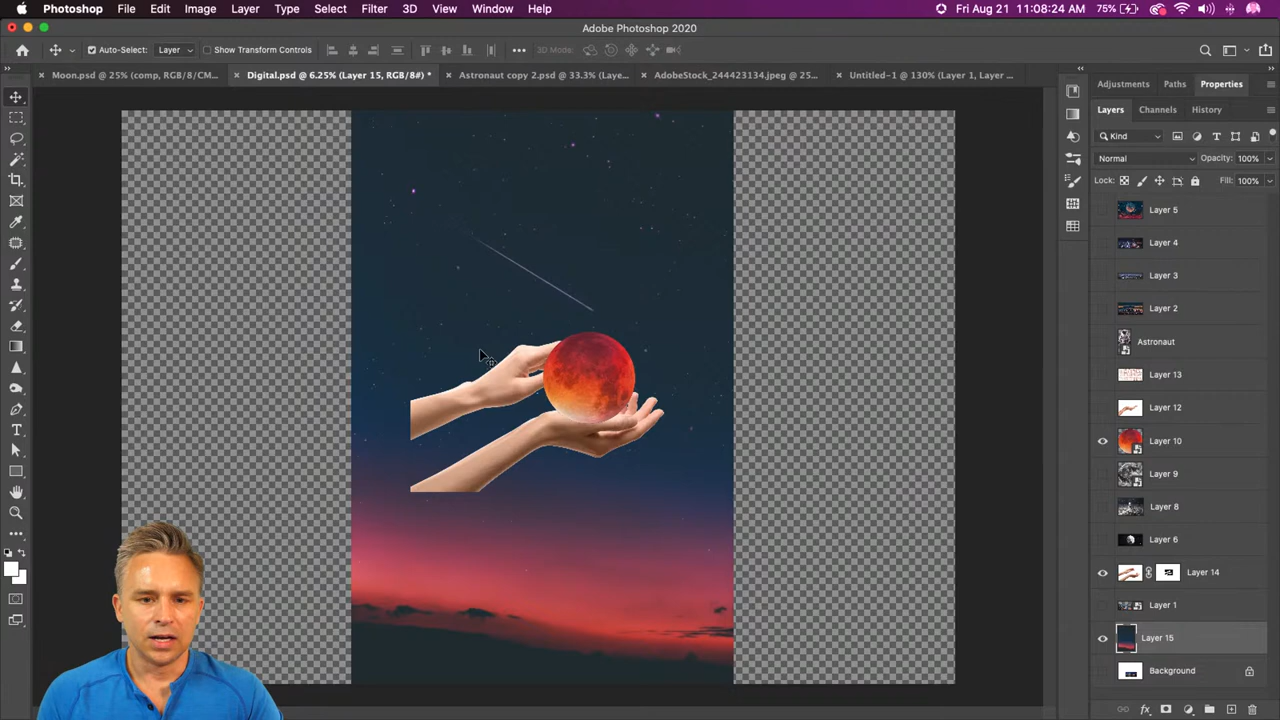 Photoshop File Edit Image Layer Type Select Filter 3D View Window Help Fri Aug 21 11:08:24 AM 75%
Adobe Photoshop 2020
Auto-Select: Layer Show Transform Controls 3D Mode:
Moon.psd @ 25% (comp, RGB/8/CM... Digital.psd @ 6.25% (Layer 15, RGB/8#) * Astronaut copy 2.psd @ 33.3% (Laye... AdobeStock_244423134.jpeg @ 25... Untitled-1 @ 130% (Layer 1, Layer ...
Adjustments Paths Properties
Layers Channels History
Kind
Normal Opacity: 100%
Lock: Fill: 100%
Layer 5
Layer 4
Layer 3
Layer 2
Astronaut
Layer 13
Layer 12
Layer 10
Layer 9
Layer 8
Layer 6
Layer 14
Layer 1
Layer 15
Background
fx